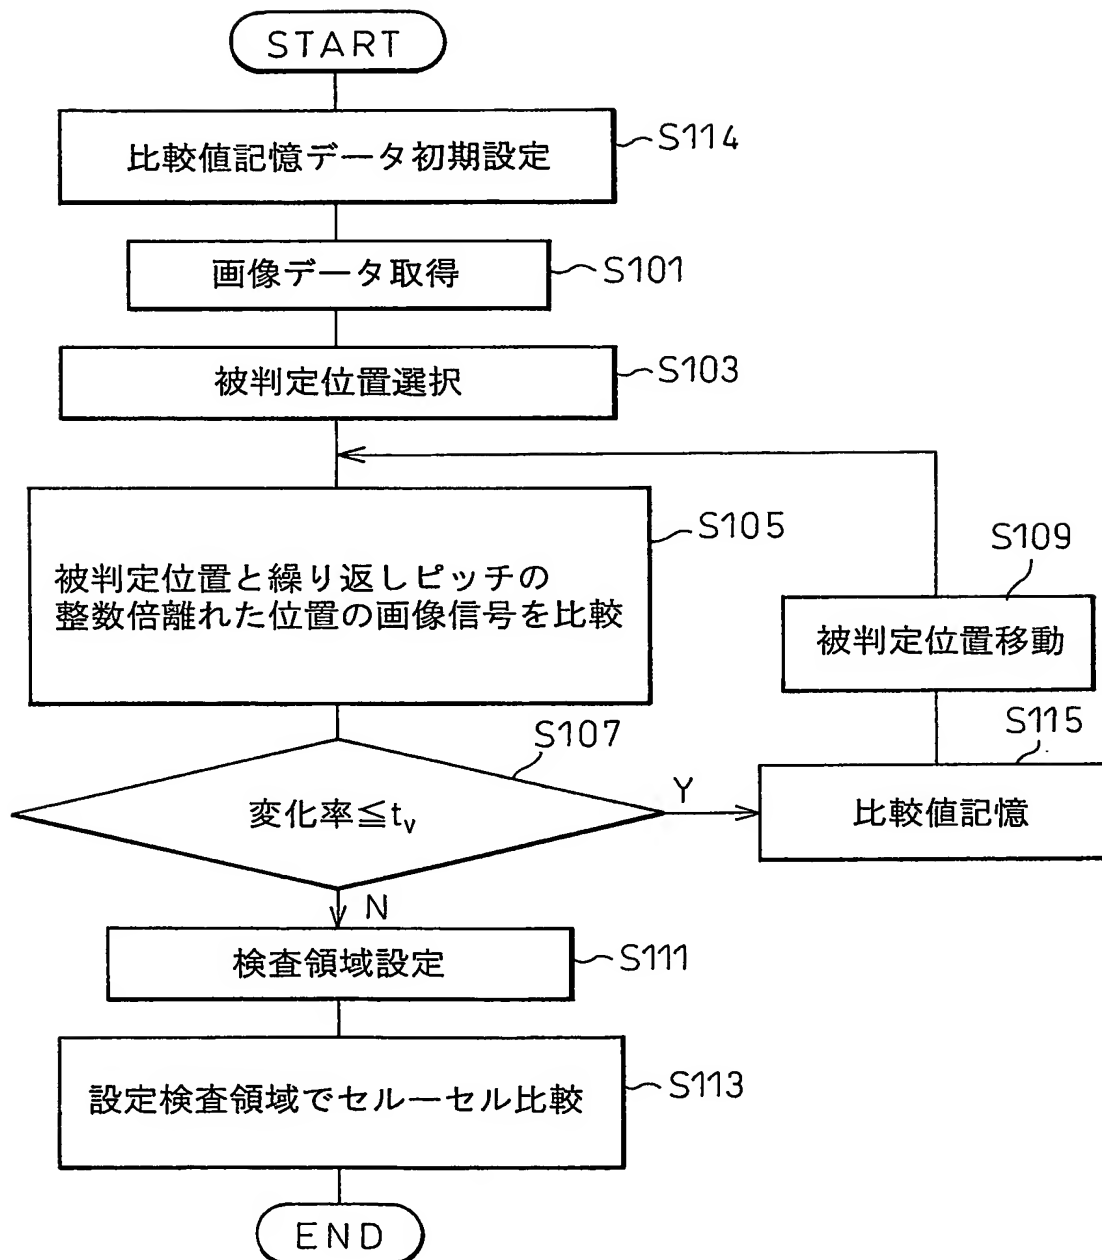 START
比較値記憶データ初期設定
S114
画像データ取得
S101
被判定位置選択
S103
被判定位置と繰り返しピッチの
整数倍離れた位置の画像信号を比較
S105
S109
被判定位置移動
S107
変化率≦tv
Y
S115
比較値記憶
N
検査領域設定
S111
設定検査領域でセルーセル比較
S113
END